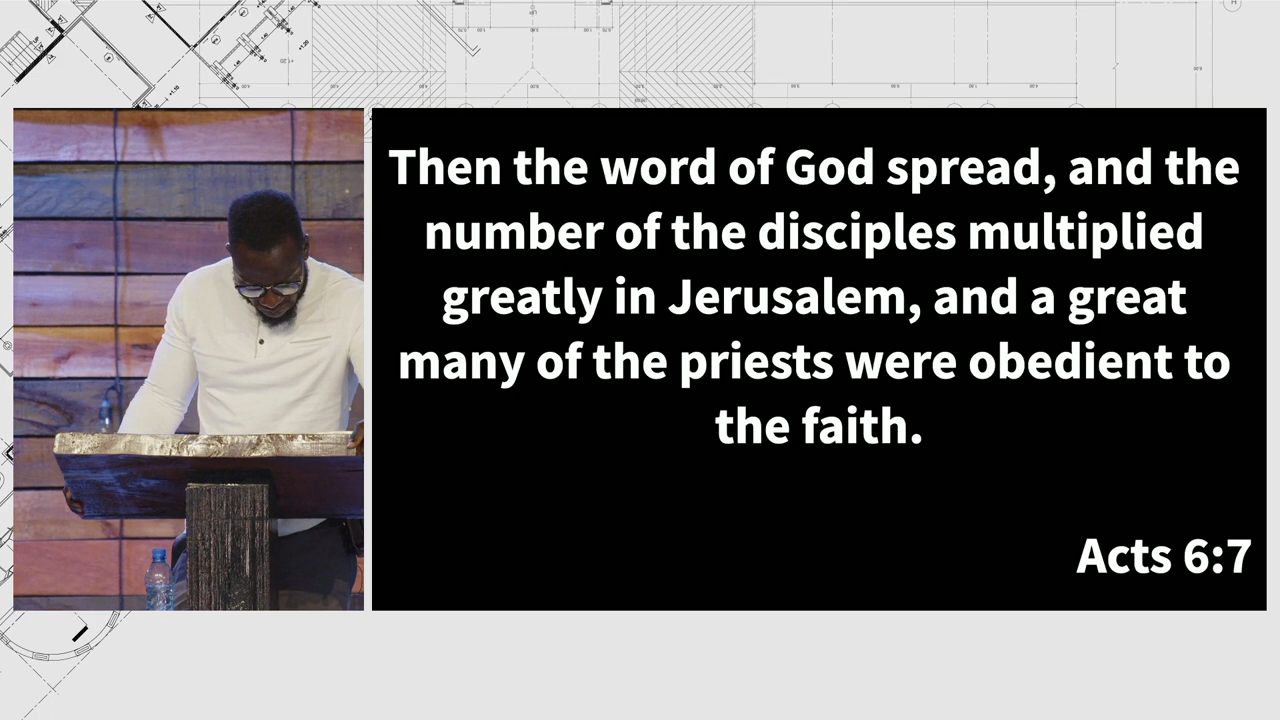 Then the word of God spread, and the
number of the disciples multiplied
greatly in Jerusalem, and a great
many of the priests were obedient to
the faith.
Acts 6:7